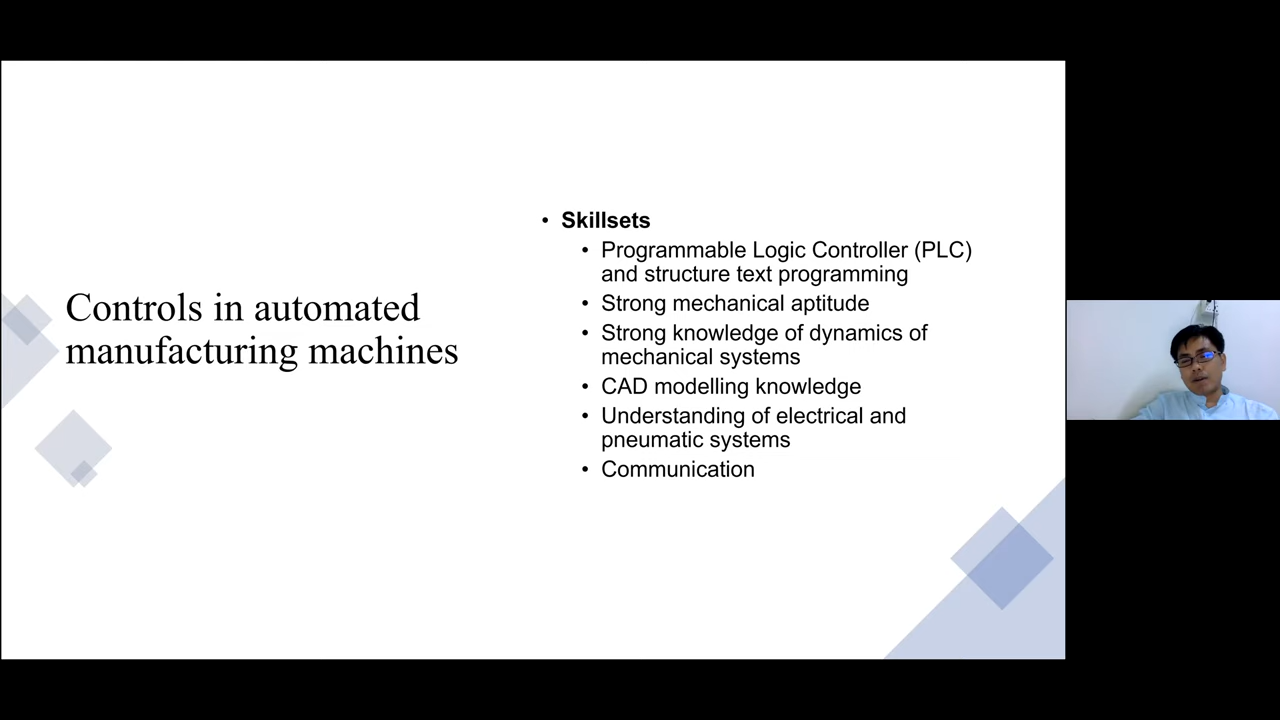 Controls in automated
manufacturing machines
• Skillsets
• Programmable Logic Controller (PLC)
and structure text programming
• Strong mechanical aptitude
• Strong knowledge of dynamics of
mechanical systems
• CAD modelling knowledge
• Understanding of electrical and
pneumatic systems
• Communication